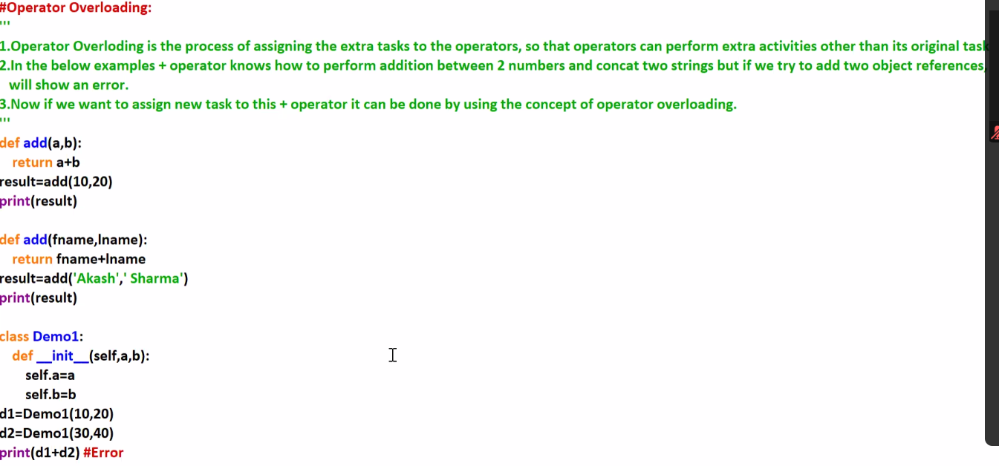 #Operator Overloading:
'''
1.Operator Overloding is the process of assigning the extra tasks to the operators, so that operators can perform extra activities other than its original task
2.In the below examples + operator knows how to perform addition between 2 numbers and concat two strings but if we try to add two object references,
will show an error.
3.Now if we want to assign new task to this + operator it can be done by using the concept of operator overloading.
'''
def add(a,b):
return a+b
result=add(10,20)
print(result)
def add(fname,lname):
return fname+lname
result=add('Akash',' Sharma')
print(result)
class Demo1:
def __init__(self,a,b):
self.a=a
self.b=b
d1=Demo1(10,20)
d2=Demo1(30,40)
print(d1+d2) #Error